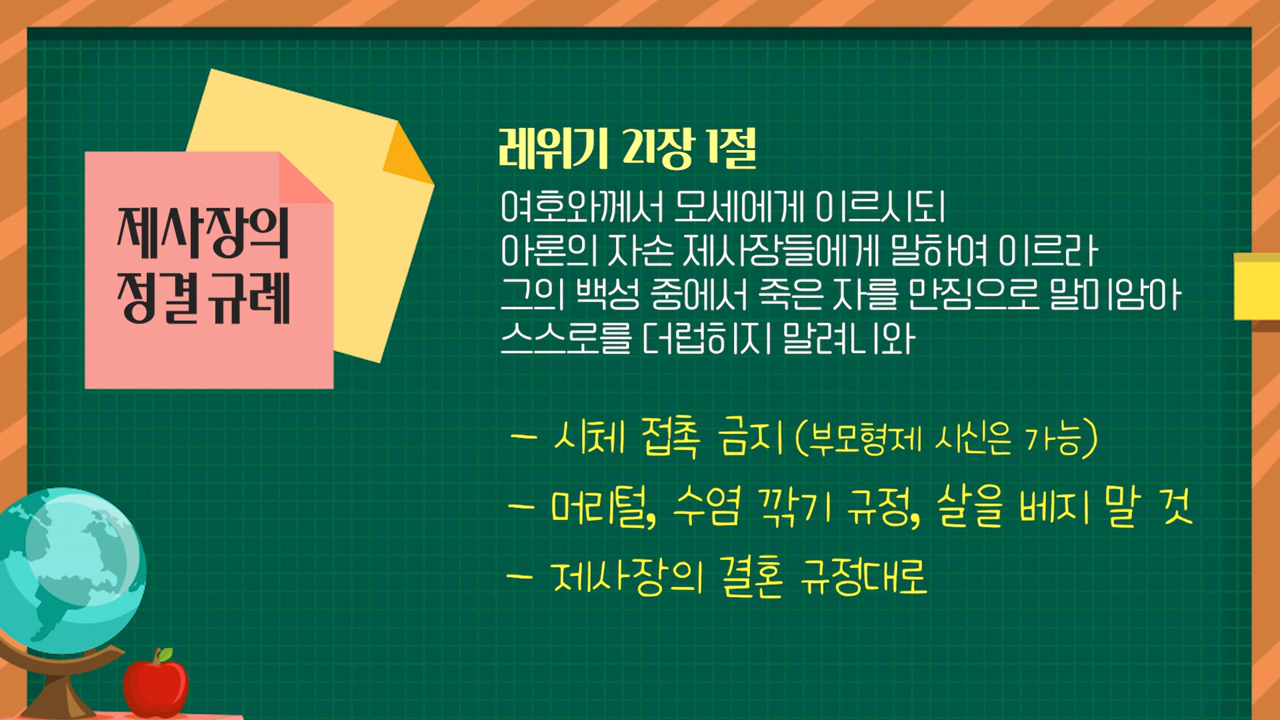 제사장의
정결 규례
레위기 21장 1절
여호와께서 모세에게 이르시되
아론의 자손 제사장들에게 말하여 이르라
그의 백성 중에서 죽은 자를 만짐으로 말미암아
스스로를 더럽히지 말려니와
- 시체 접촉 금지 (부모형제 시신은 가능)
- 머리털, 수염 깎기 규정, 살을 베지 말 것
- 제사장의 결혼 규정대로